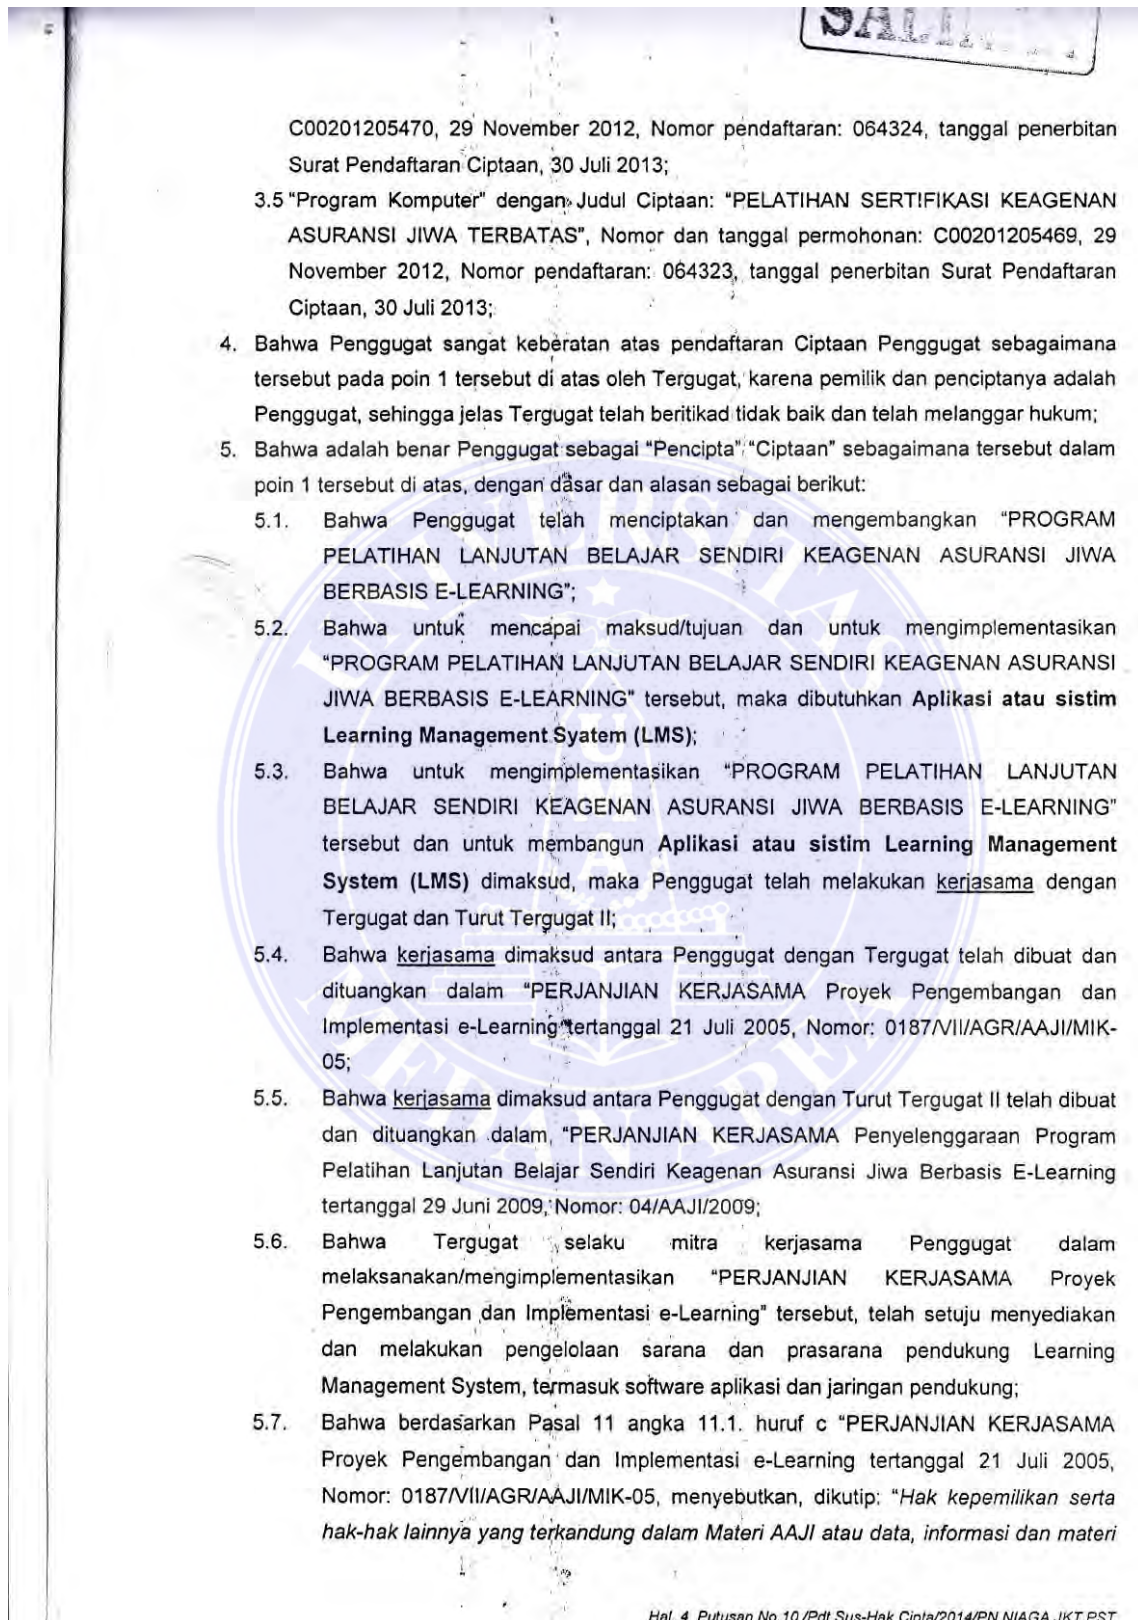 SALINAN
C00201205470, 29 November 2012, Nomor pendaftaran: 064324, tanggal penerbitan
Surat Pendaftaran Ciptaan, 30 Juli 2013;
3.5 "Program Komputer" dengan Judul Ciptaan: "PELATIHAN SERTIFIKASI KEAGENAN
ASURANSI JIWA TERBATAS", Nomor dan tanggal permohonan: C00201205469, 29
November 2012, Nomor pendaftaran: 064323, tanggal penerbitan Surat Pendaftaran
Ciptaan, 30 Juli 2013;
4. Bahwa Penggugat sangat keberatan atas pendaftaran Ciptaan Penggugat sebagaimana
tersebut pada poin 1 tersebut di atas oleh Tergugat, karena pemilik dan penciptanya adalah
Penggugat, sehingga jelas Tergugat telah beritikad tidak baik dan telah melanggar hukum;
5. Bahwa adalah benar Penggugat sebagai "Pencipta" "Ciptaan" sebagaimana tersebut dalam
poin 1 tersebut di atas, dengan dasar dan alasan sebagai berikut:
5.1. Bahwa Penggugat telah menciptakan dan mengembangkan "PROGRAM
PELATIHAN LANJUTAN BELAJAR SENDIRI KEAGENAN ASURANSI JIWA
BERBASIS E-LEARNING";
5.2. Bahwa untuk mencapai maksud/tujuan dan untuk mengimplementasikan
"PROGRAM PELATIHAN LANJUTAN BELAJAR SENDIRI KEAGENAN ASURANSI
JIWA BERBASIS E-LEARNING" tersebut, maka dibutuhkan Aplikasi atau sistim
Learning Management Syatem (LMS);
5.3. Bahwa untuk mengimplementasikan "PROGRAM PELATIHAN LANJUTAN
BELAJAR SENDIRI KEAGENAN ASURANSI JIWA BERBASIS E-LEARNING"
tersebut dan untuk membangun Aplikasi atau sistim Learning Management
System (LMS) dimaksud, maka Penggugat telah melakukan kerjasama dengan
Tergugat dan Turut Tergugat II;
5.4. Bahwa kerjasama dimaksud antara Penggugat dengan Tergugat telah dibuat dan
dituangkan dalam "PERJANJIAN KERJASAMA Proyek Pengembangan dan
Implementasi e-Learning"tertanggal 21 Juli 2005, Nomor: 0187/VII/AGR/AAJI/MIK-
05;
5.5. Bahwa kerjasama dimaksud antara Penggugat dengan Turut Tergugat II telah dibuat
dan dituangkan dalam, "PERJANJIAN KERJASAMA Penyelenggaraan Program
Pelatihan Lanjutan Belajar Sendiri Keagenan Asuransi Jiwa Berbasis E-Learning
tertanggal 29 Juni 2009, Nomor: 04/AAJI/2009;
5.6. Bahwa Tergugat selaku mitra kerjasama Penggugat dalam
melaksanakan/mengimplementasikan "PERJANJIAN KERJASAMA Proyek
Pengembangan dan Implementasi e-Learning" tersebut, telah setuju menyediakan
dan melakukan pengelolaan sarana dan prasarana pendukung Learning
Management System, termasuk software aplikasi dan jaringan pendukung;
5.7. Bahwa berdasarkan Pasal 11 angka 11.1. huruf c "PERJANJIAN KERJASAMA
Proyek Pengembangan dan Implementasi e-Learning tertanggal 21 Juli 2005,
Nomor: 0187/VII/AGR/AAJI/MIK-05, menyebutkan, dikutip: "Hak kepemilikan serta
hak-hak lainnya yang terkandung dalam Materi AAJI atau data, informasi dan materi
Hal. 4 Putusan No.10 /Pdt.Sus-Hak Cipta/2014/PN.NIAGA.JKT.PST
UNIVERSITAS
UMA
MEDAN AREA